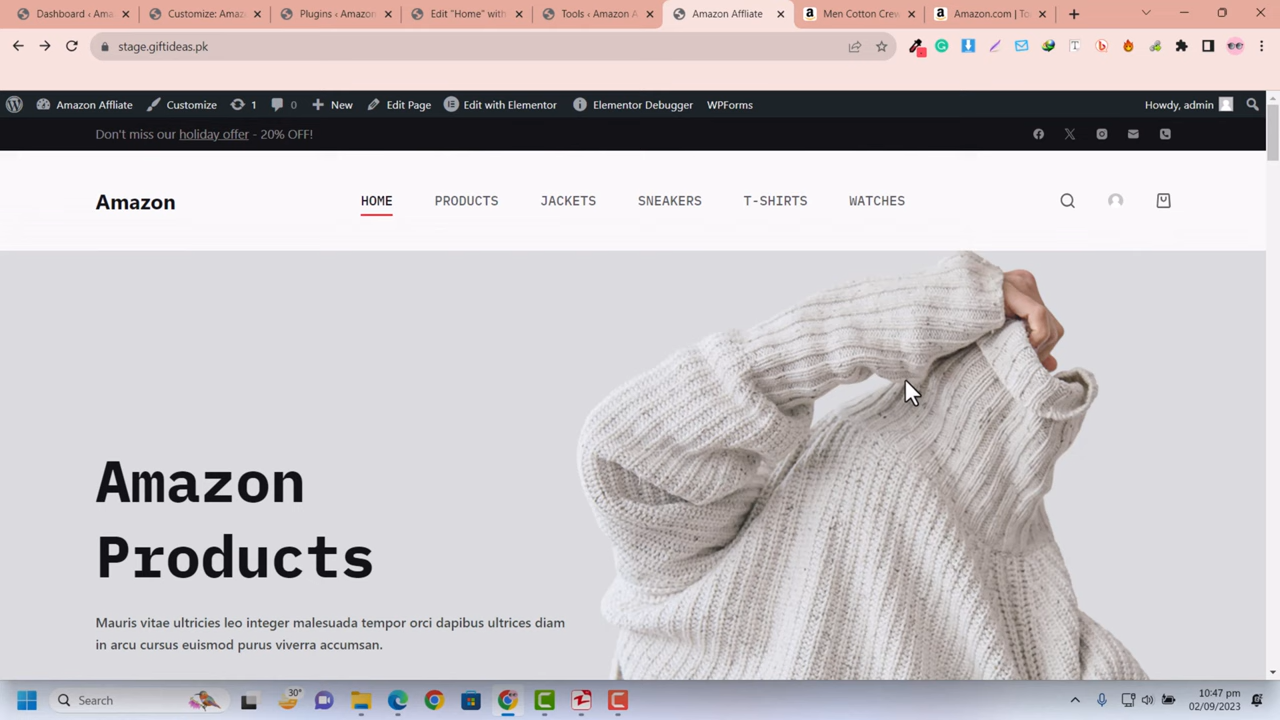 Dashboard ‹ Ama
Customize: Amaz
Plugins ‹ Amazon
Edit "Home" with
Tools ‹ Amazon A
Amazon Affliate
Men Cotton Crew
Amazon.com | To
stage.giftideas.pk
Amazon Affliate
Customize
1
0
New
Edit Page
Edit with Elementor
Elementor Debugger
WPForms
Howdy, admin
Don't miss our holiday offer - 20% OFF!
Amazon
HOME
PRODUCTS
JACKETS
SNEAKERS
T-SHIRTS
WATCHES
Amazon
Products
Mauris vitae ultricies leo integer malesuada tempor orci dapibus ultrices diam
in arcu cursus euismod purus viverra accumsan.
Search
30°
10:47 pm
02/09/2023